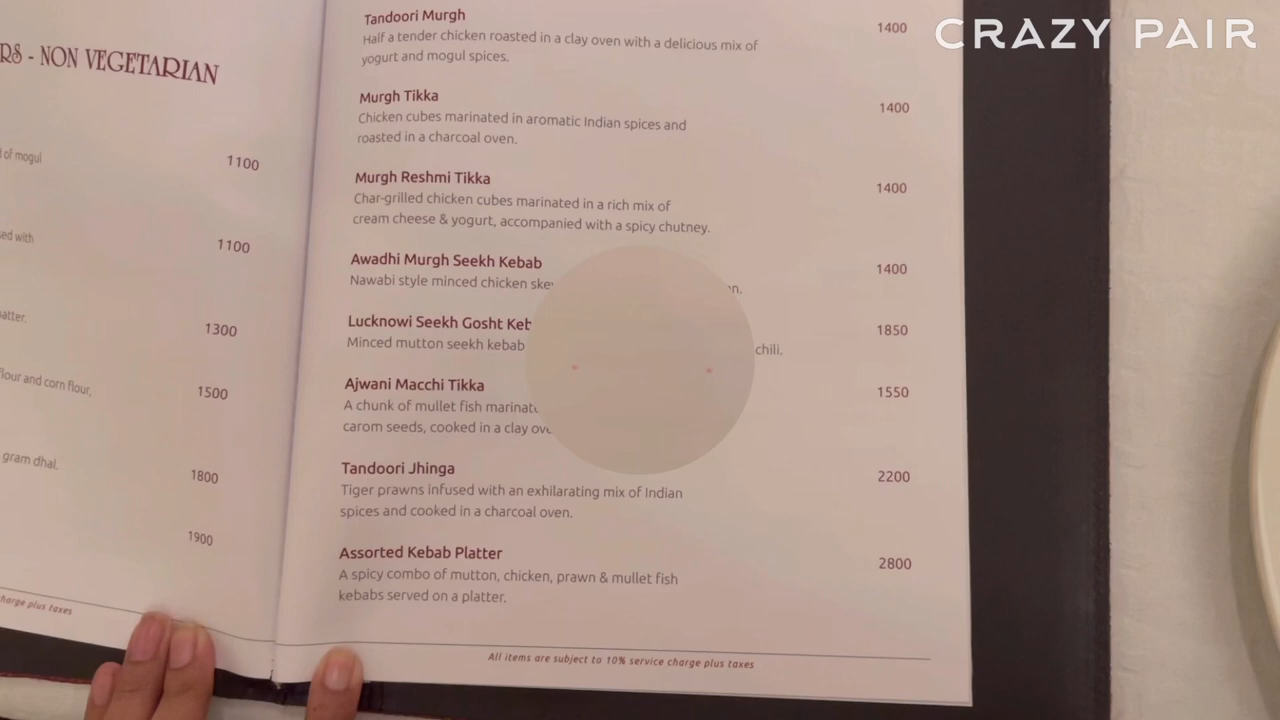 CRAZY PAIR
RS - NON VEGETARIAN
of mogul
1100
with
1100
1300
flour and corn flour,
1500
gram dhal.
1800
1900
charge plus taxes
Tandoori Murgh 1400
Half a tender chicken roasted in a clay oven with a delicious mix of
yogurt and mogul spices.
Murgh Tikka 1400
Chicken cubes marinated in aromatic Indian spices and
roasted in a charcoal oven.
Murgh Reshmi Tikka 1400
Char-grilled chicken cubes marinated in a rich mix of
cream cheese & yogurt, accompanied with a spicy chutney.
Awadhi Murgh Seekh Kebab 1400
Nawabi style minced chicken
Lucknowi Seekh Gosht 1850
Minced mutton seekh kebab chili.
Ajwani Macchi Tikka 1550
A chunk of mullet fish
carom seeds, cooked in a clay
Tandoori Jhinga 2200
Tiger prawns infused with an exhilarating mix of Indian
spices and cooked in a charcoal oven.
Assorted Kebab Platter 2800
A spicy combo of mutton, chicken, prawn & mullet fish
kebabs served on a platter.
All items are subject to 10% service charge plus taxes